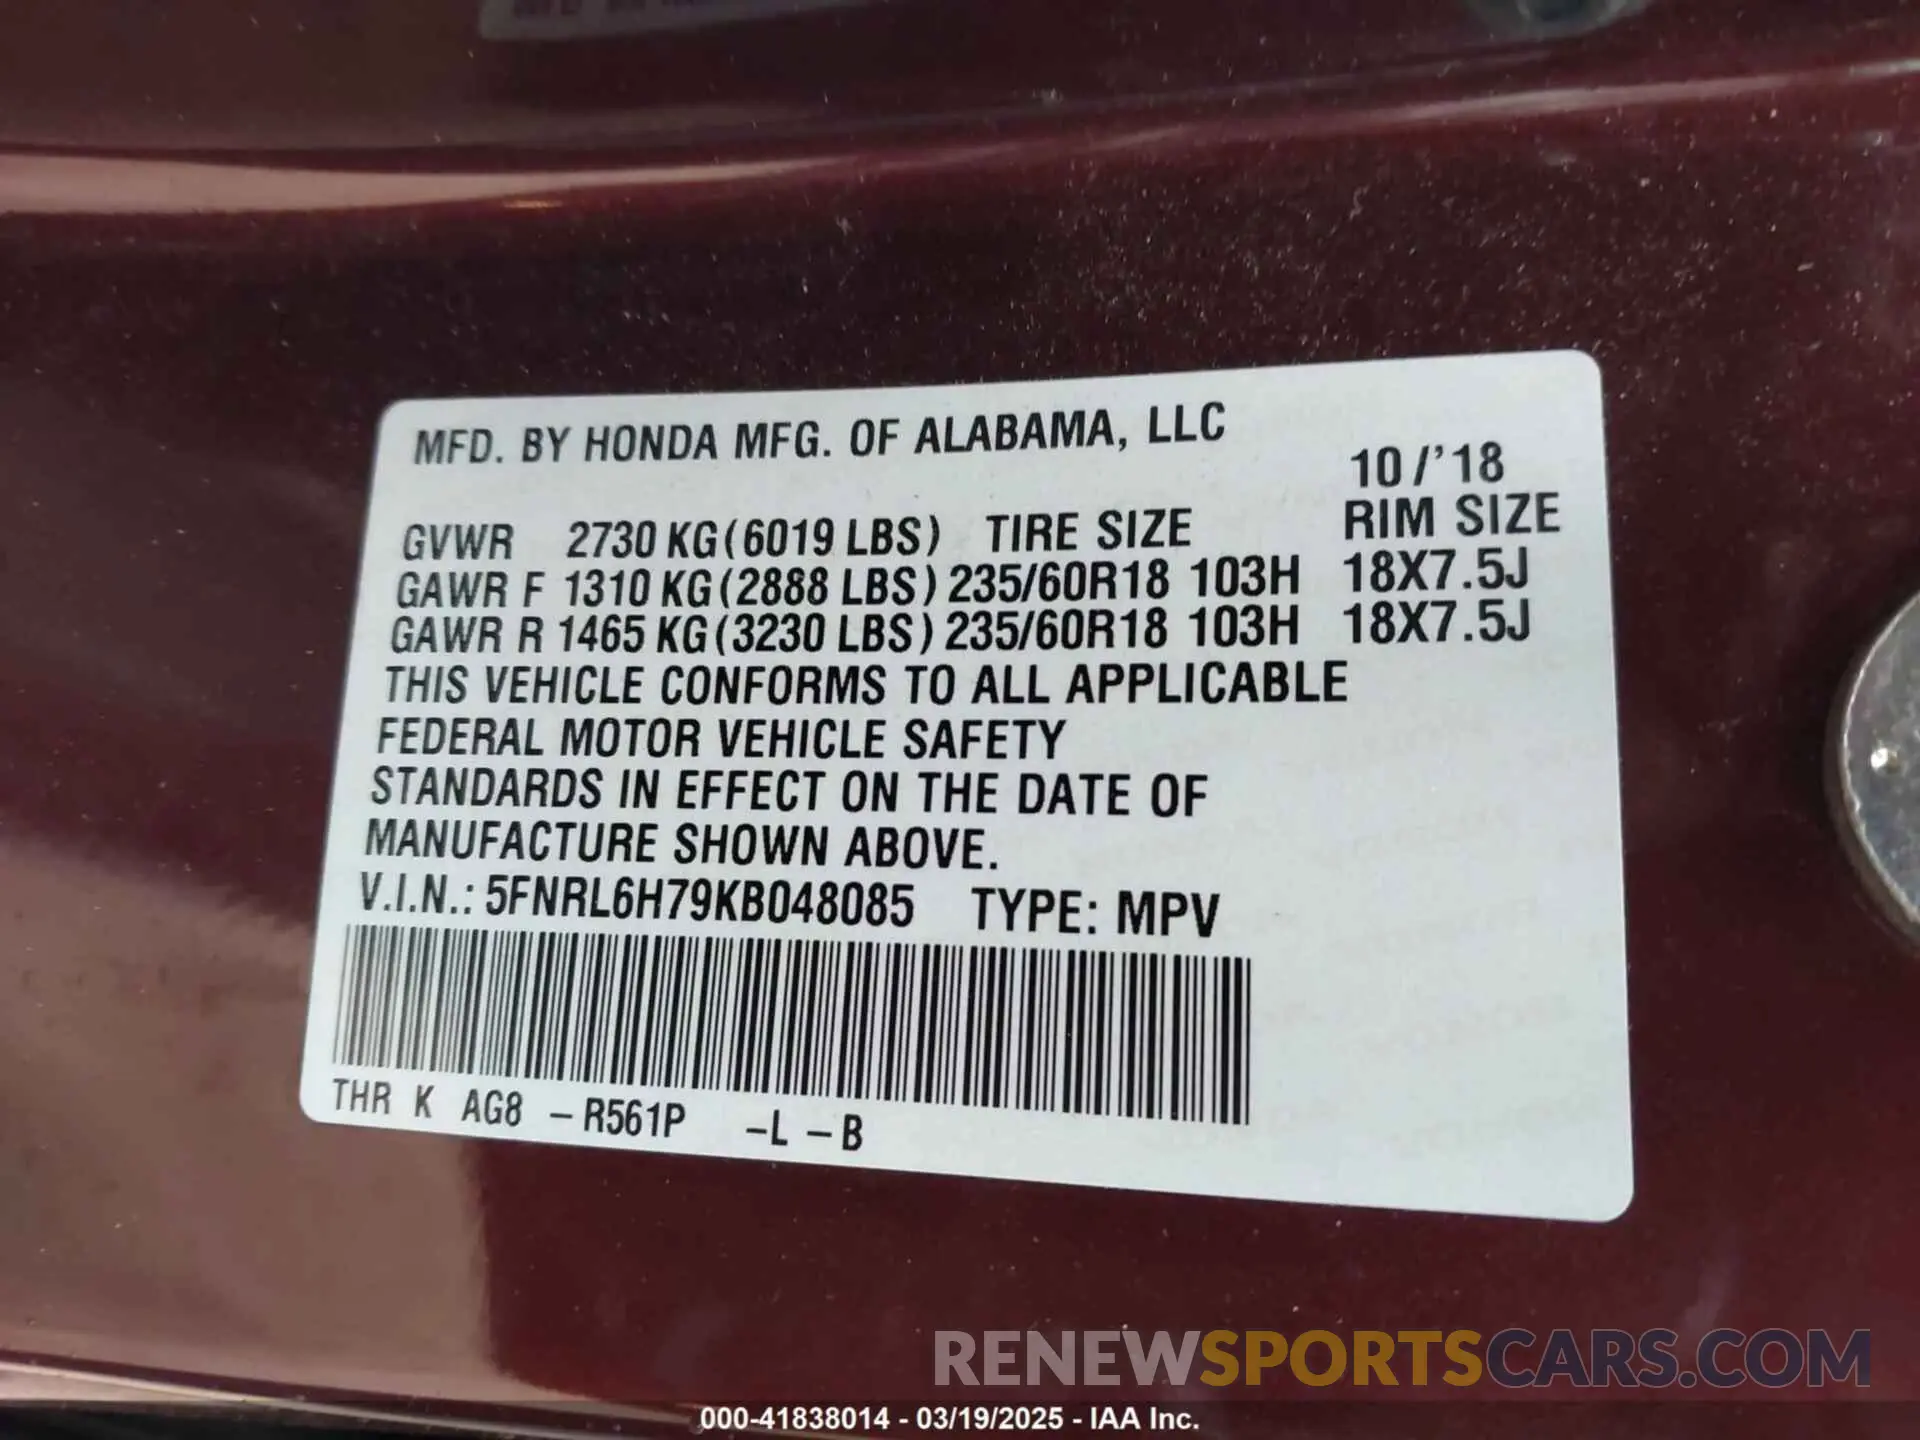 MFD. BY HONDA MFG. OF ALABAMA, LLC
10/'18
GVWR 2730 KG(6019 LBS) TIRE SIZE RIM SIZE
GAWR F 1310 KG(2888 LBS) 235/60R18 103H 18X7.5J
GAWR R 1465 KG(3230 LBS) 235/60R18 103H 18X7.5J
THIS VEHICLE CONFORMS TO ALL APPLICABLE
FEDERAL MOTOR VEHICLE SAFETY
STANDARDS IN EFFECT ON THE DATE OF
MANUFACTURE SHOWN ABOVE.
V.I.N.: 5FNRL6H79KB048085 TYPE: MPV
THR K AG8 -R561P -L -B
RENEWSPORTSCARS.COM
000-41838014 - 03/19/2025 - IAA Inc.